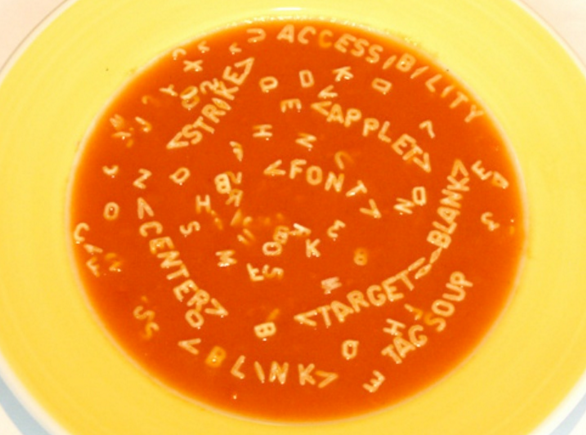 ACCESSIBILITY
<STRIKE>
<APPLET>
<FONT>
<CENTER>
<TARGET=_BLANK>
<BLINK>
TAG SOUP